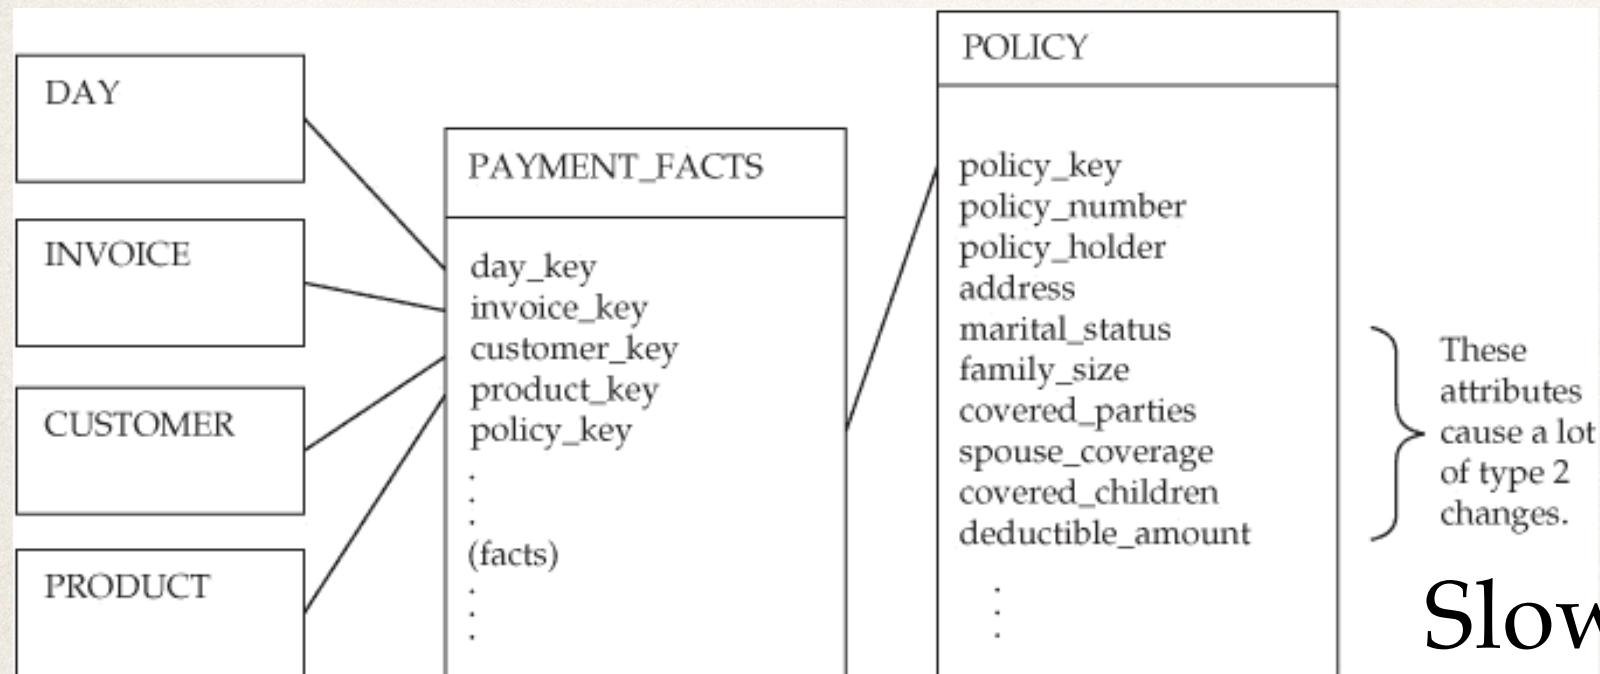 DAY
INVOICE
CUSTOMER
PRODUCT
PAYMENT_FACTS
day_key
invoice_key
customer_key
product_key
policy_key
.
.
.
(facts)
.
.
.
POLICY
policy_key
policy_number
policy_holder
address
marital_status
family_size
covered_parties
spouse_coverage
covered_children
deductible_amount
.
.
.
These
attributes
cause a lot
of type 2
changes.
Slow